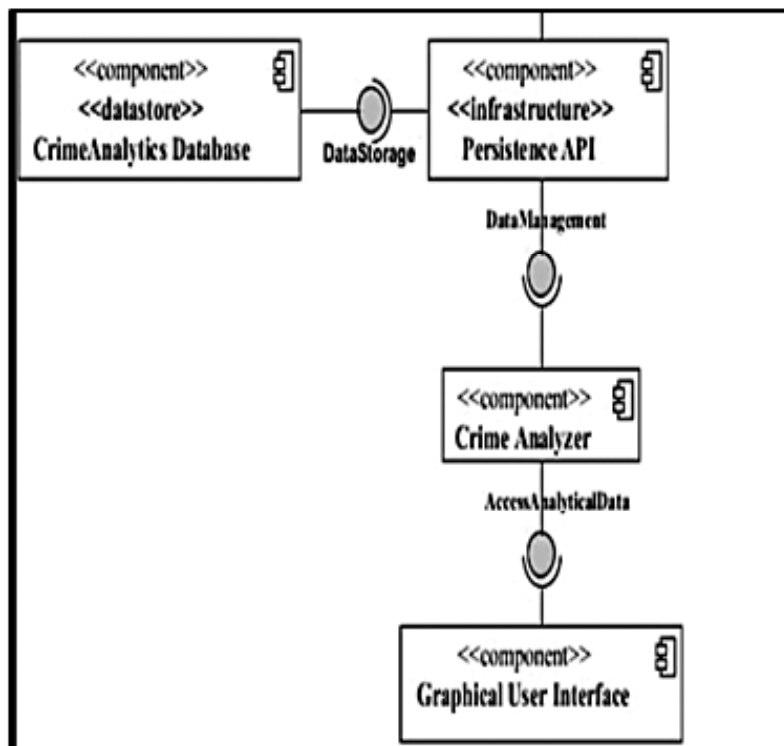 <<component>>
<<datastore>>
CrimeAnalytics Database
DataStorage
<<component>>
<<infrastructure>>
Persistence API
DataManagement
<<component>>
Crime Analyzer
AccessAnalyticalData
<<component>>
Graphical User Interface